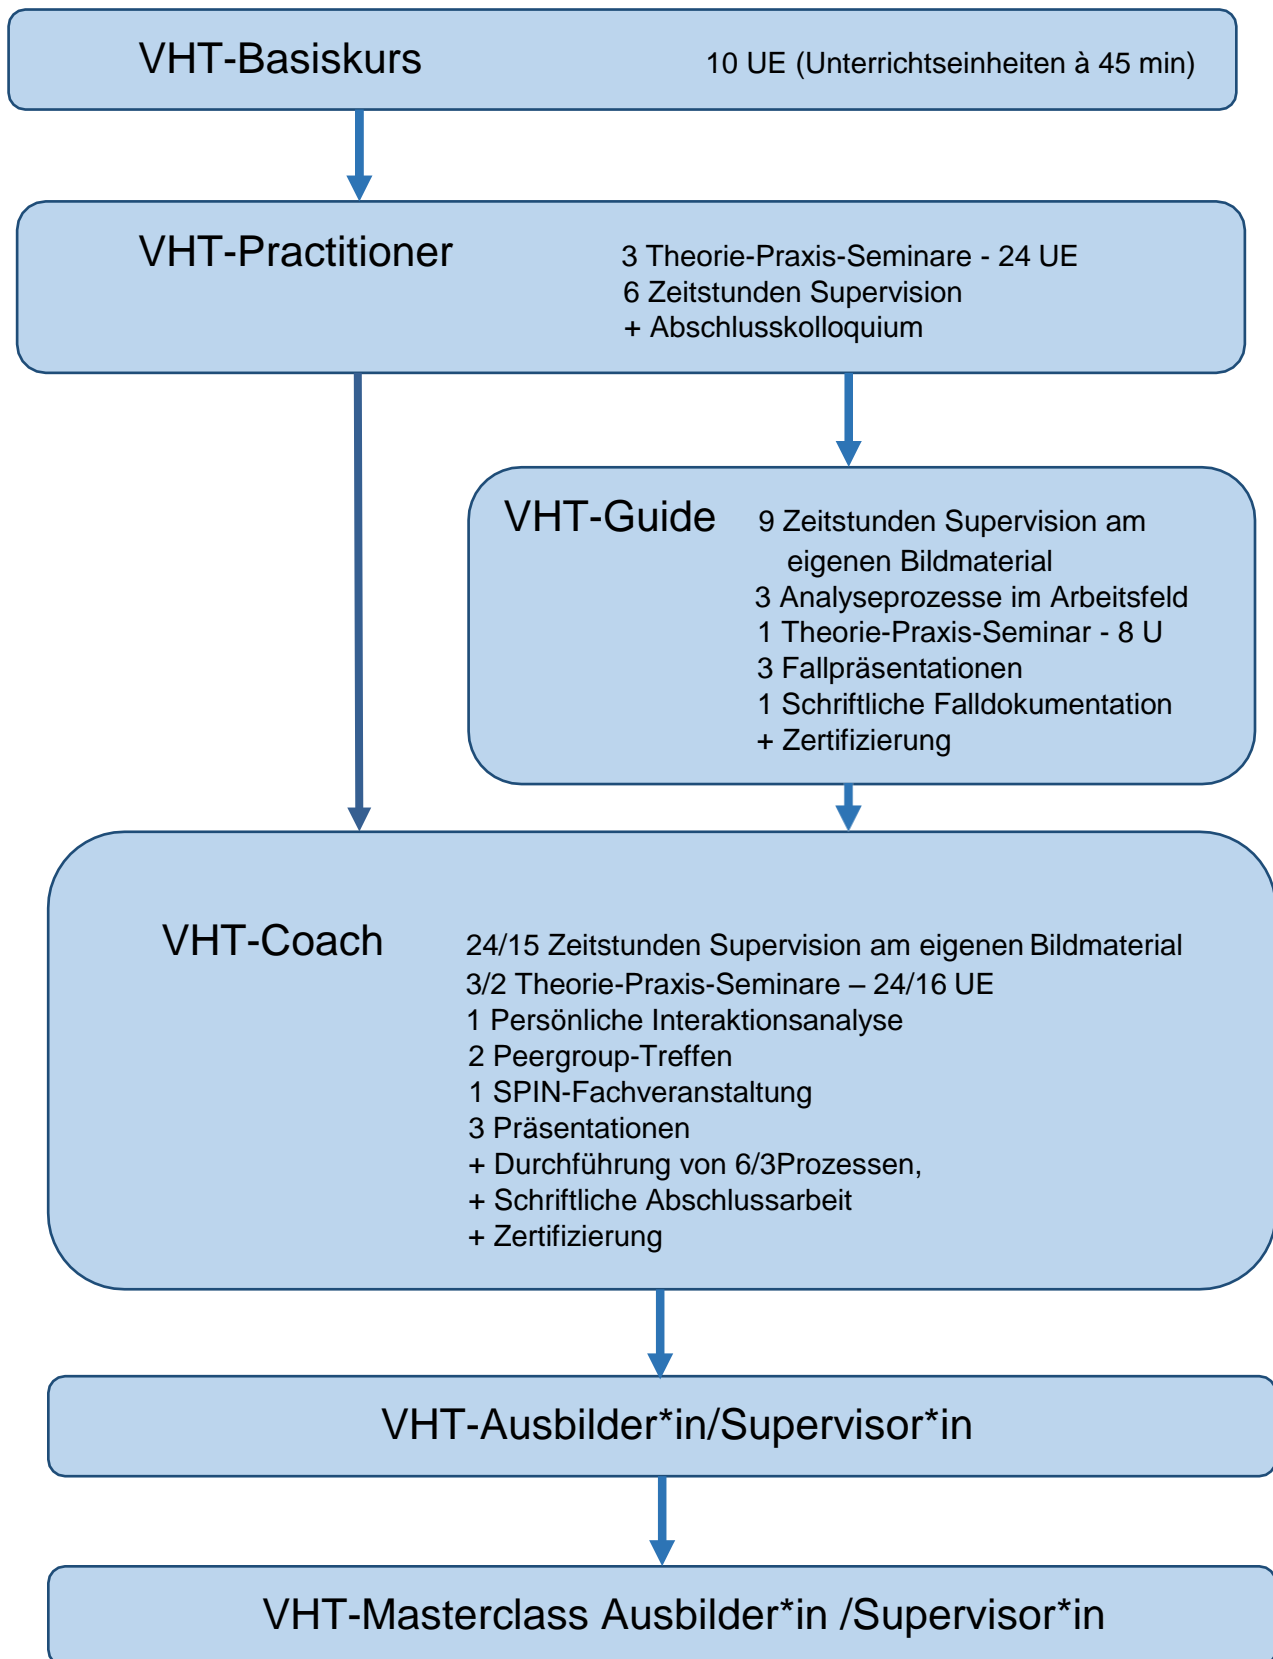 VHT-Basiskurs 10 UE (Unterrichtseinheiten à 45 min)
VHT-Practitioner 3 Theorie-Praxis-Seminare - 24 UE
6 Zeitstunden Supervision
+ Abschlusskolloquium
VHT-Guide 9 Zeitstunden Supervision am
eigenen Bildmaterial
3 Analyseprozesse im Arbeitsfeld
1 Theorie-Praxis-Seminar - 8 U
3 Fallpräsentationen
1 Schriftliche Falldokumentation
+ Zertifizierung
VHT-Coach 24/15 Zeitstunden Supervision am eigenen Bildmaterial
3/2 Theorie-Praxis-Seminare – 24/16 UE
1 Persönliche Interaktionsanalyse
2 Peergroup-Treffen
1 SPIN-Fachveranstaltung
3 Präsentationen
+ Durchführung von 6/3Prozessen,
+ Schriftliche Abschlussarbeit
+ Zertifizierung
VHT-Ausbilder*in/Supervisor*in
VHT-Masterclass Ausbilder*in /Supervisor*in